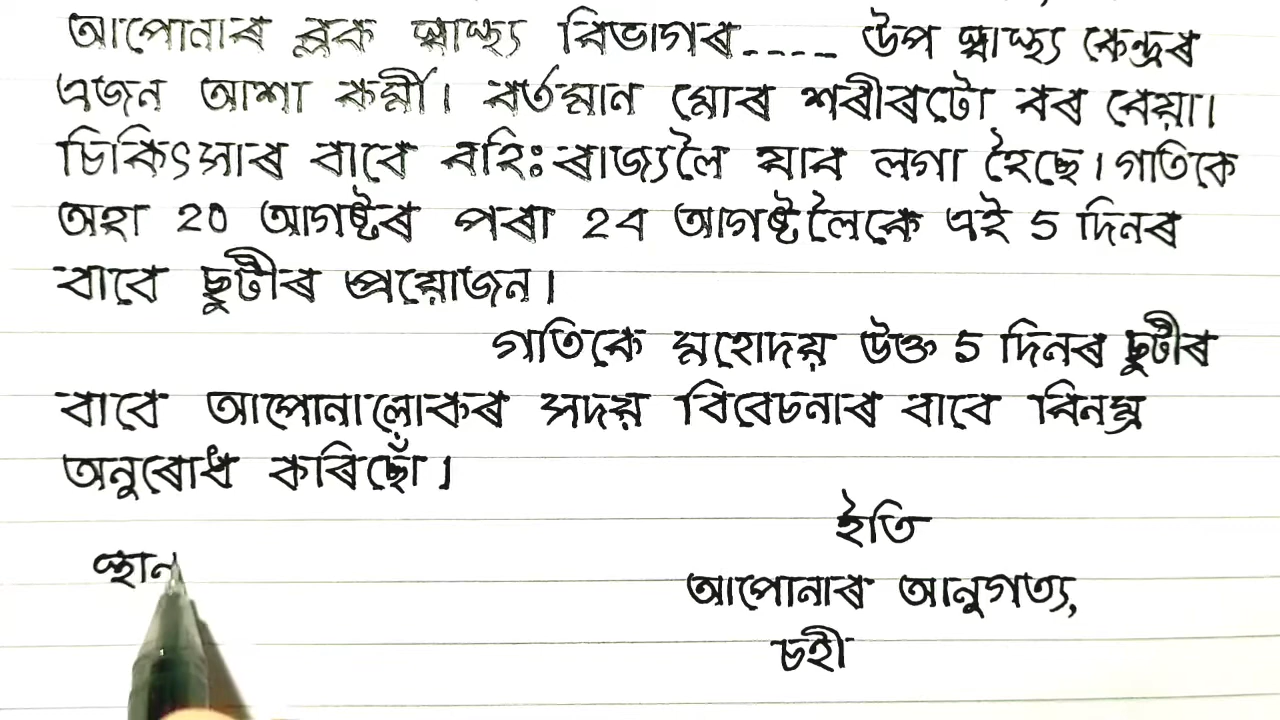 আপোনাৰ ব্লক স্বাস্থ্য বিভাগৰ.... উপ স্বাস্থ্য কেন্দ্ৰৰ
এজন আশা কৰ্মী। বৰ্তমান মোৰ শৰীৰটো বৰ বেয়া।
চিকিৎসাৰ বাবে বহিঃৰাজ্যলৈ যাব লগা হৈছে। গতিকে
অহা 20 আগষ্টৰ পৰা 24 আগষ্টলৈকে এই 5 দিনৰ
বাবে ছুটীৰ প্ৰয়োজন।
গতিকে মহোদয় উক্ত 5 দিনৰ ছুটীৰ
বাবে আপোনালোকৰ সদয় বিবেচনাৰ বাবে বিনম্ৰ
অনুৰোধ কৰিছোঁ।
ইতি
স্থান
আপোনাৰ আনুগত্য,
চহী